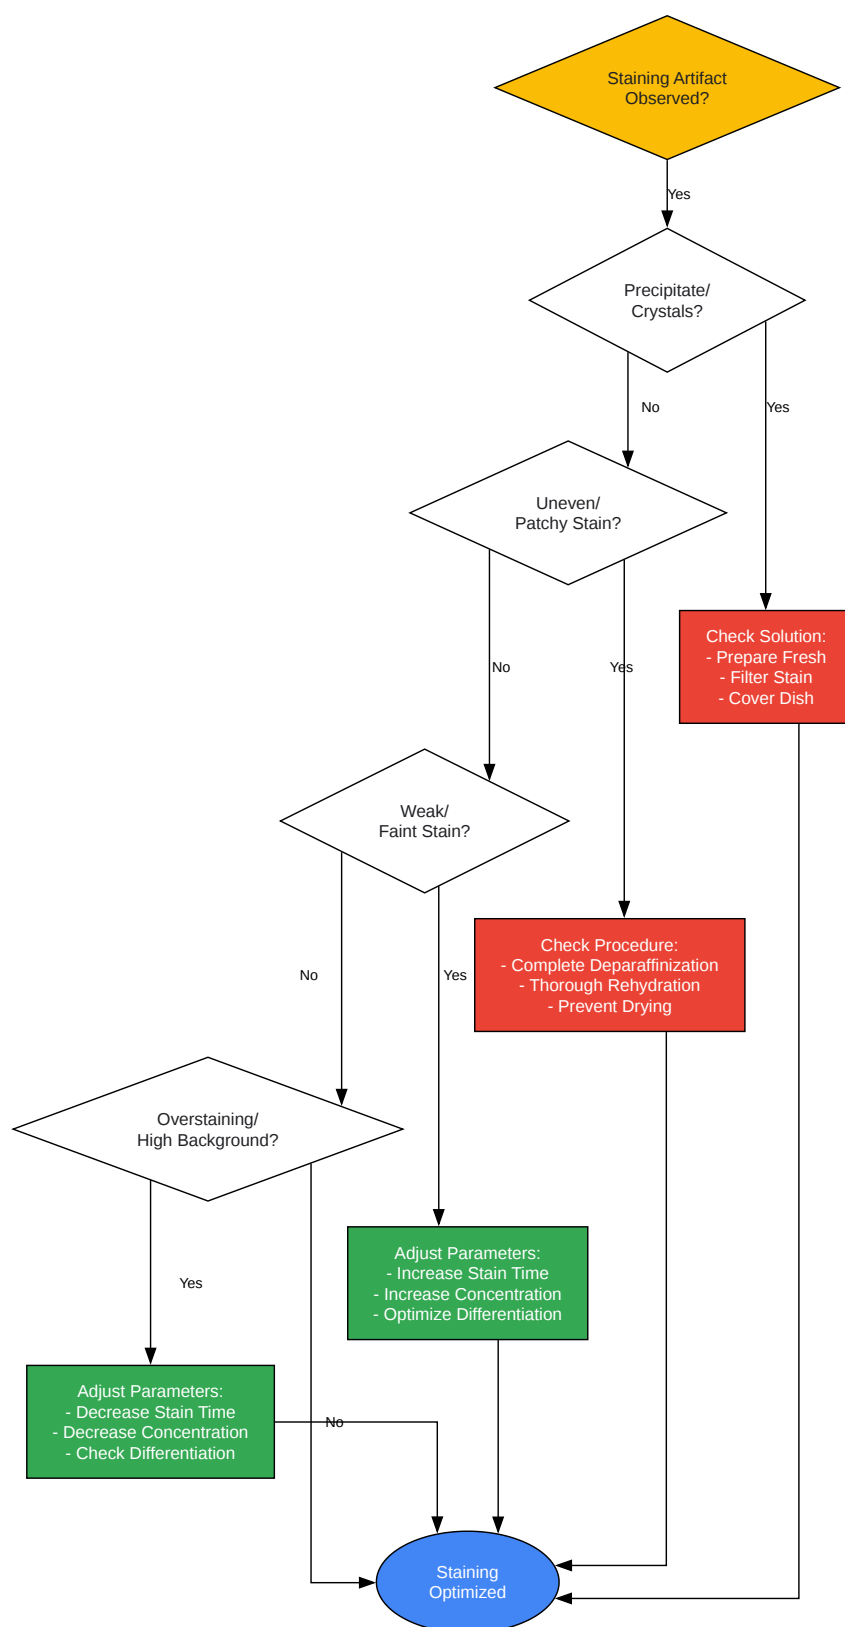 Staining Artifact
Observed?
Yes
Precipitate/
Crystals?
No
Yes
Uneven/
Patchy Stain?
Check Solution:
- Prepare Fresh
- Filter Stain
- Cover Dish
No
Yes
Weak/
Faint Stain?
Check Procedure:
- Complete Deparaffinization
- Thorough Rehydration
- Prevent Drying
No
Yes
Overstaining/
High Background?
Adjust Parameters:
- Increase Stain Time
- Increase Concentration
- Optimize Differentiation
Yes
Adjust Parameters:
- Decrease Stain Time
- Decrease Concentration
- Check Differentiation
No
Staining
Optimized